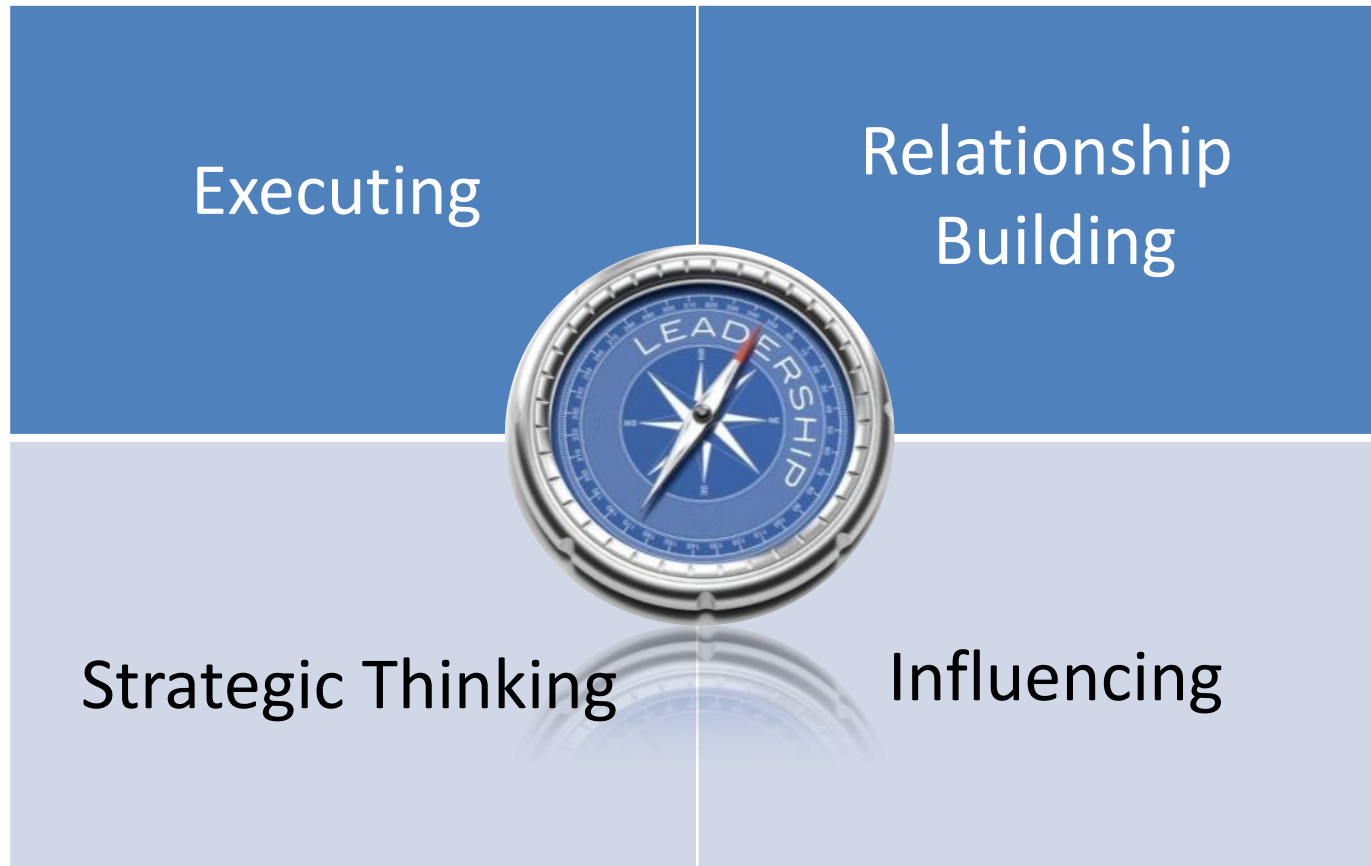 Executing
Relationship
Building
LEADERSHIP
Strategic Thinking
Influencing